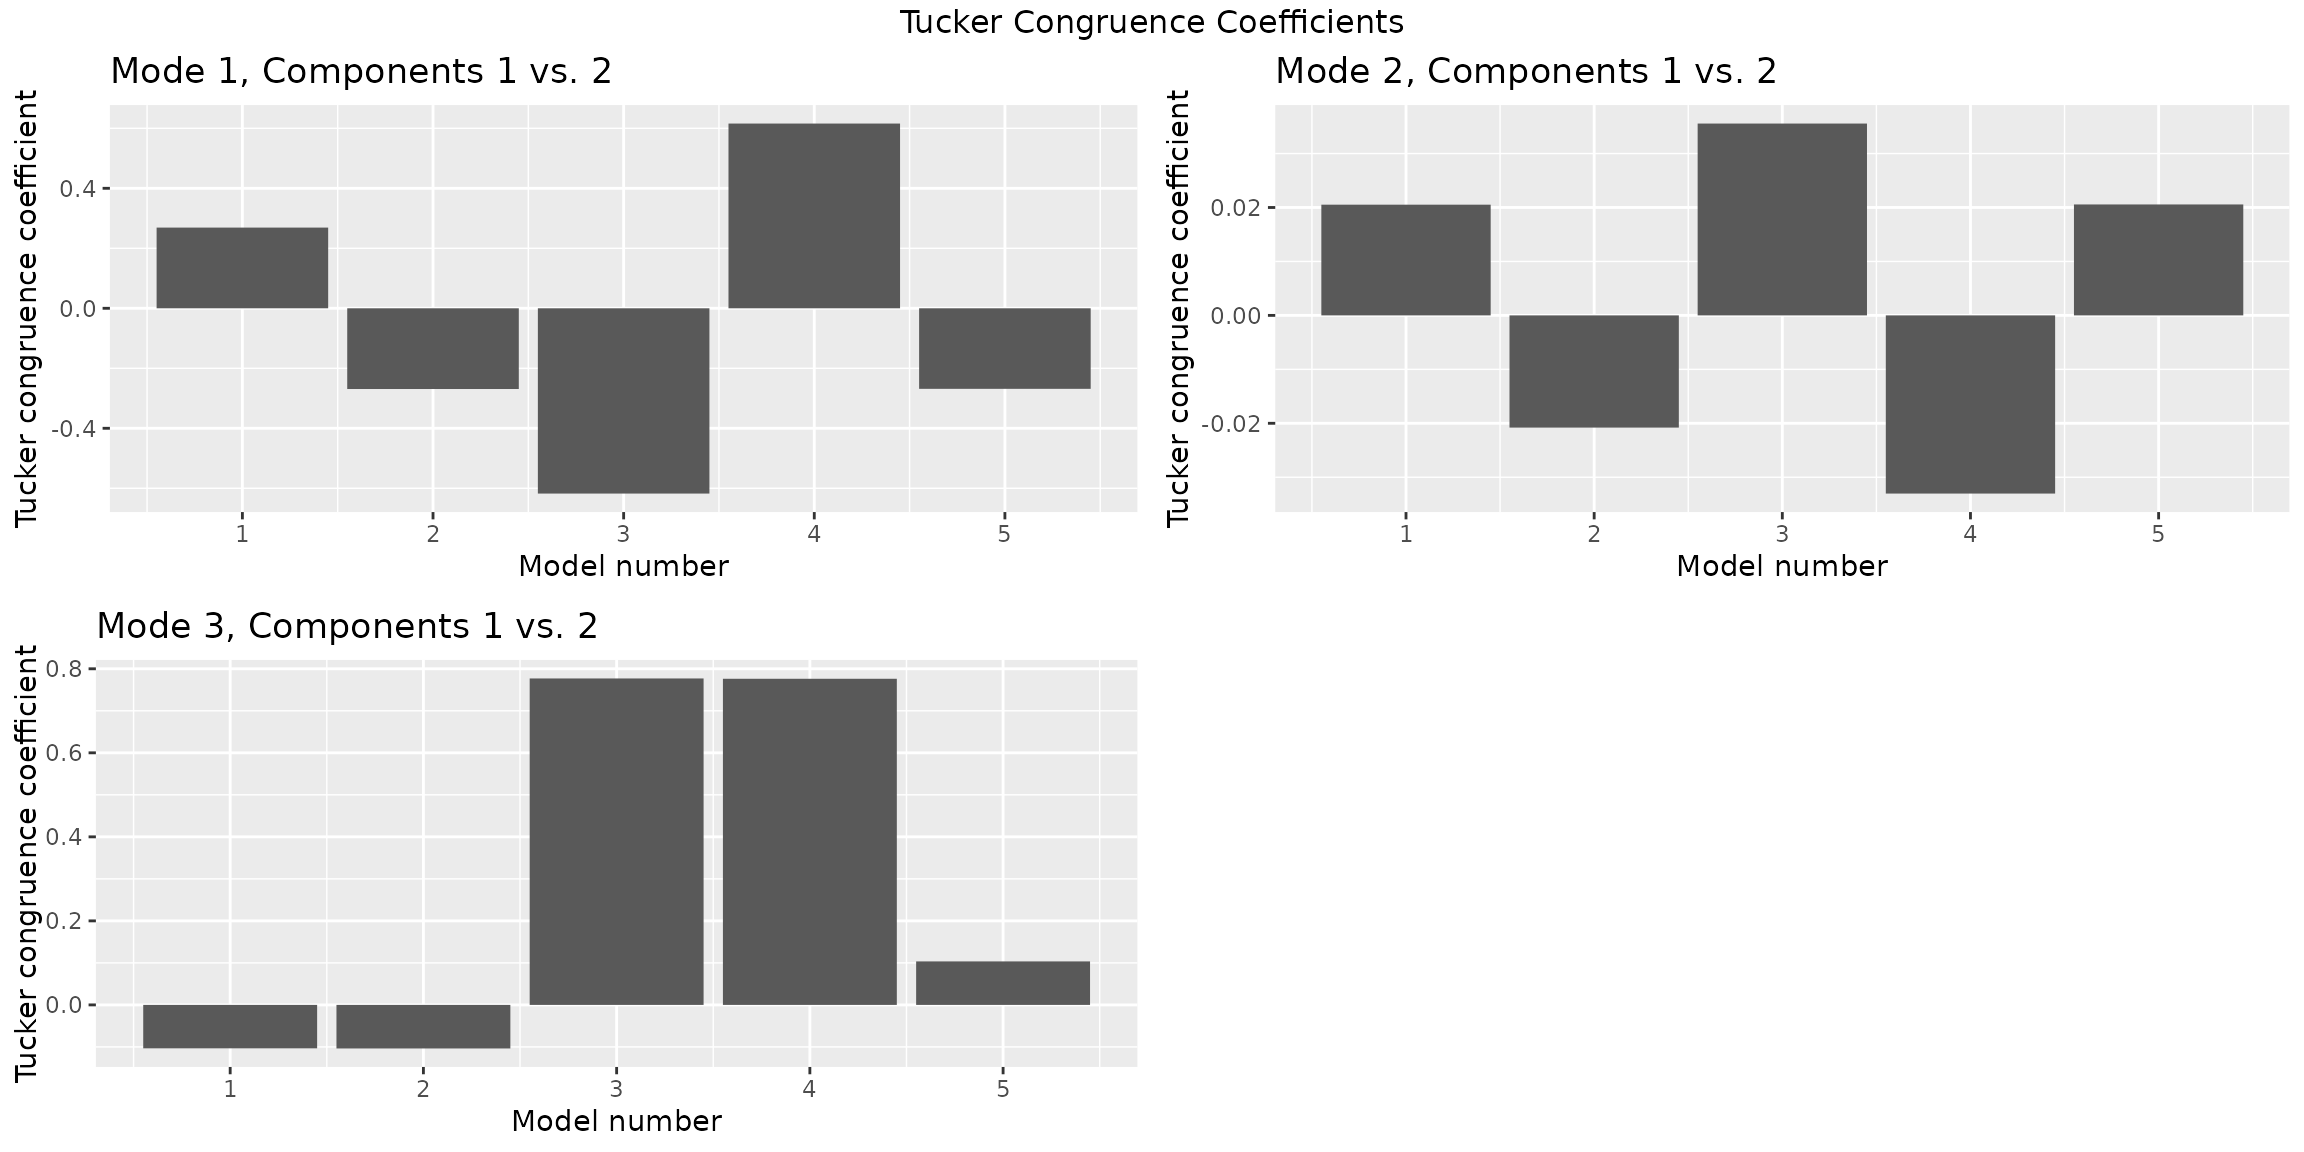 Tucker Congruence Coefficients
Mode 1, Components 1 vs. 2
Tucker congruence coefficient
0.4
0.0
-0.4
1 2 3 4 5
Model number
Mode 2, Components 1 vs. 2
Tucker congruence coefficient
0.02
0.00
-0.02
1 2 3 4 5
Model number
Mode 3, Components 1 vs. 2
Tucker congruence coefficient
0.8
0.6
0.4
0.2
0.0
1 2 3 4 5
Model number